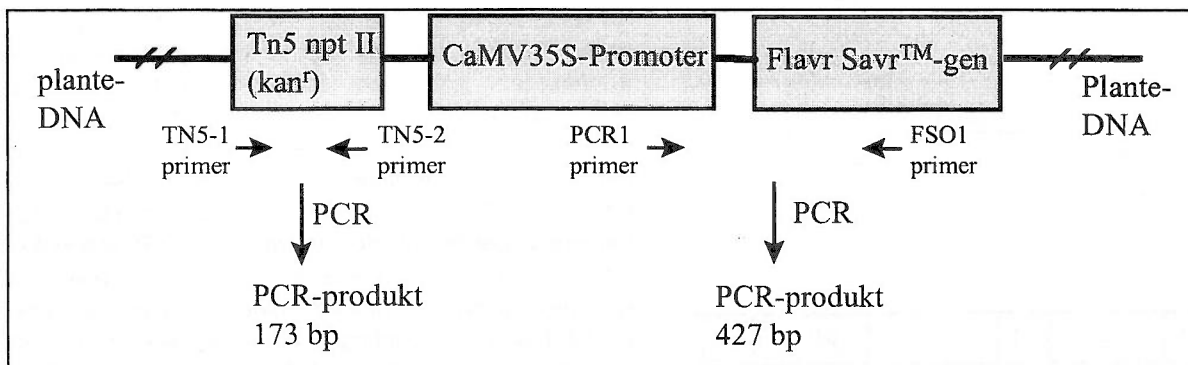 Tn5 npt II
(kanʳ)
CaMV35S-Promoter
Flavr Savr™-gen
plante-
DNA
Plante-
DNA
TN5-1
primer
TN5-2
primer
PCR1
primer
FSO1
primer
PCR
PCR
PCR-produkt
173 bp
PCR-produkt
427 bp